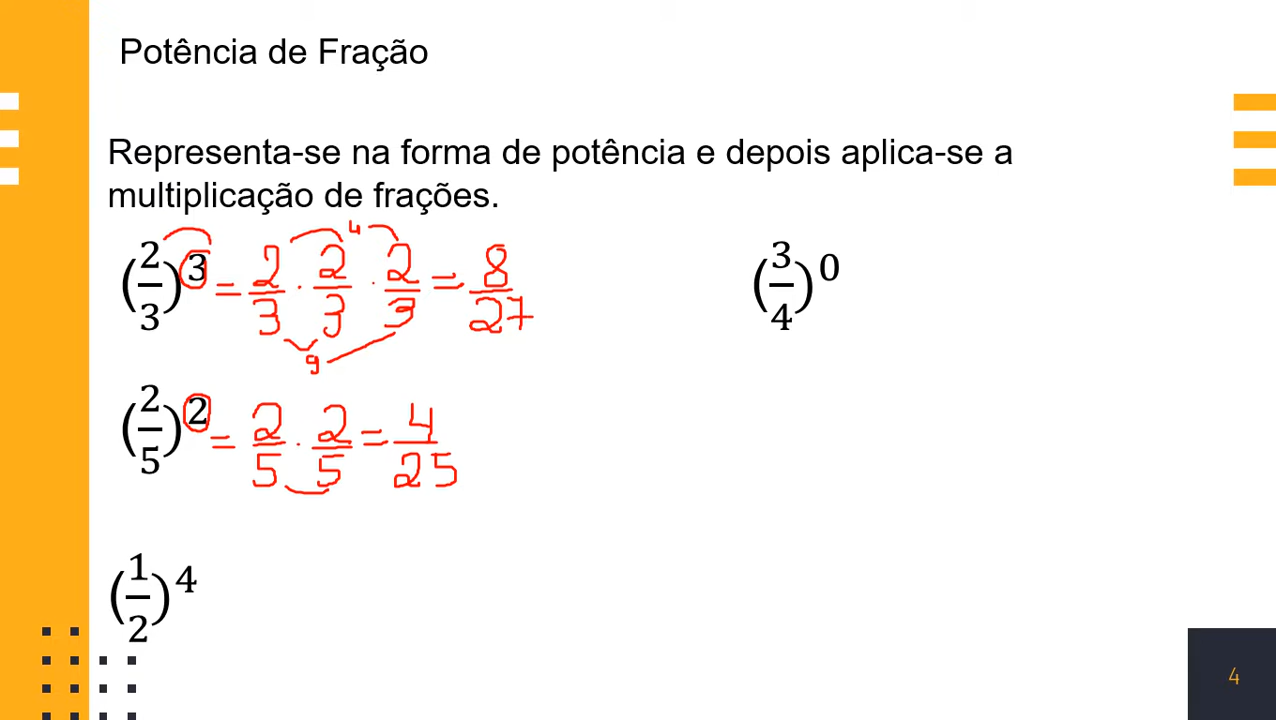 Potência de Fração
Representa-se na forma de potência e depois aplica-se a
multiplicação de frações.
4
(2/3)^3 = 2/3 · 2/3 · 2/3 = 8/27
9
(3/4)^0
(2/5)^2 = 2/5 · 2/5 = 4/25
(1/2)^4
4